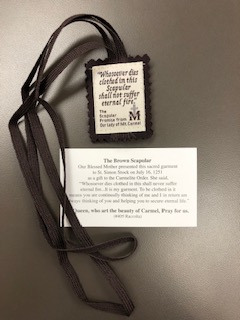 "Whosoever dies
clothed in this
Scapular
shall not suffer
eternal fire."
The
Scapular
Promise from
Our Lady of Mt. Carmel
M
The Brown Scapular
Our Blessed Mother presented this sacred garment
to St. Simon Stock on July 16, 1251
as a gift to the Carmelite Order. She said,
"Whosoever dies clothed in this shall never suffer
eternal fire. It is my garment. To be clothed in it
means you are continually thinking of me and I in return am
always thinking of you and helping you to secure eternal life."
Queen, who art the beauty of Carmel, Pray for us.